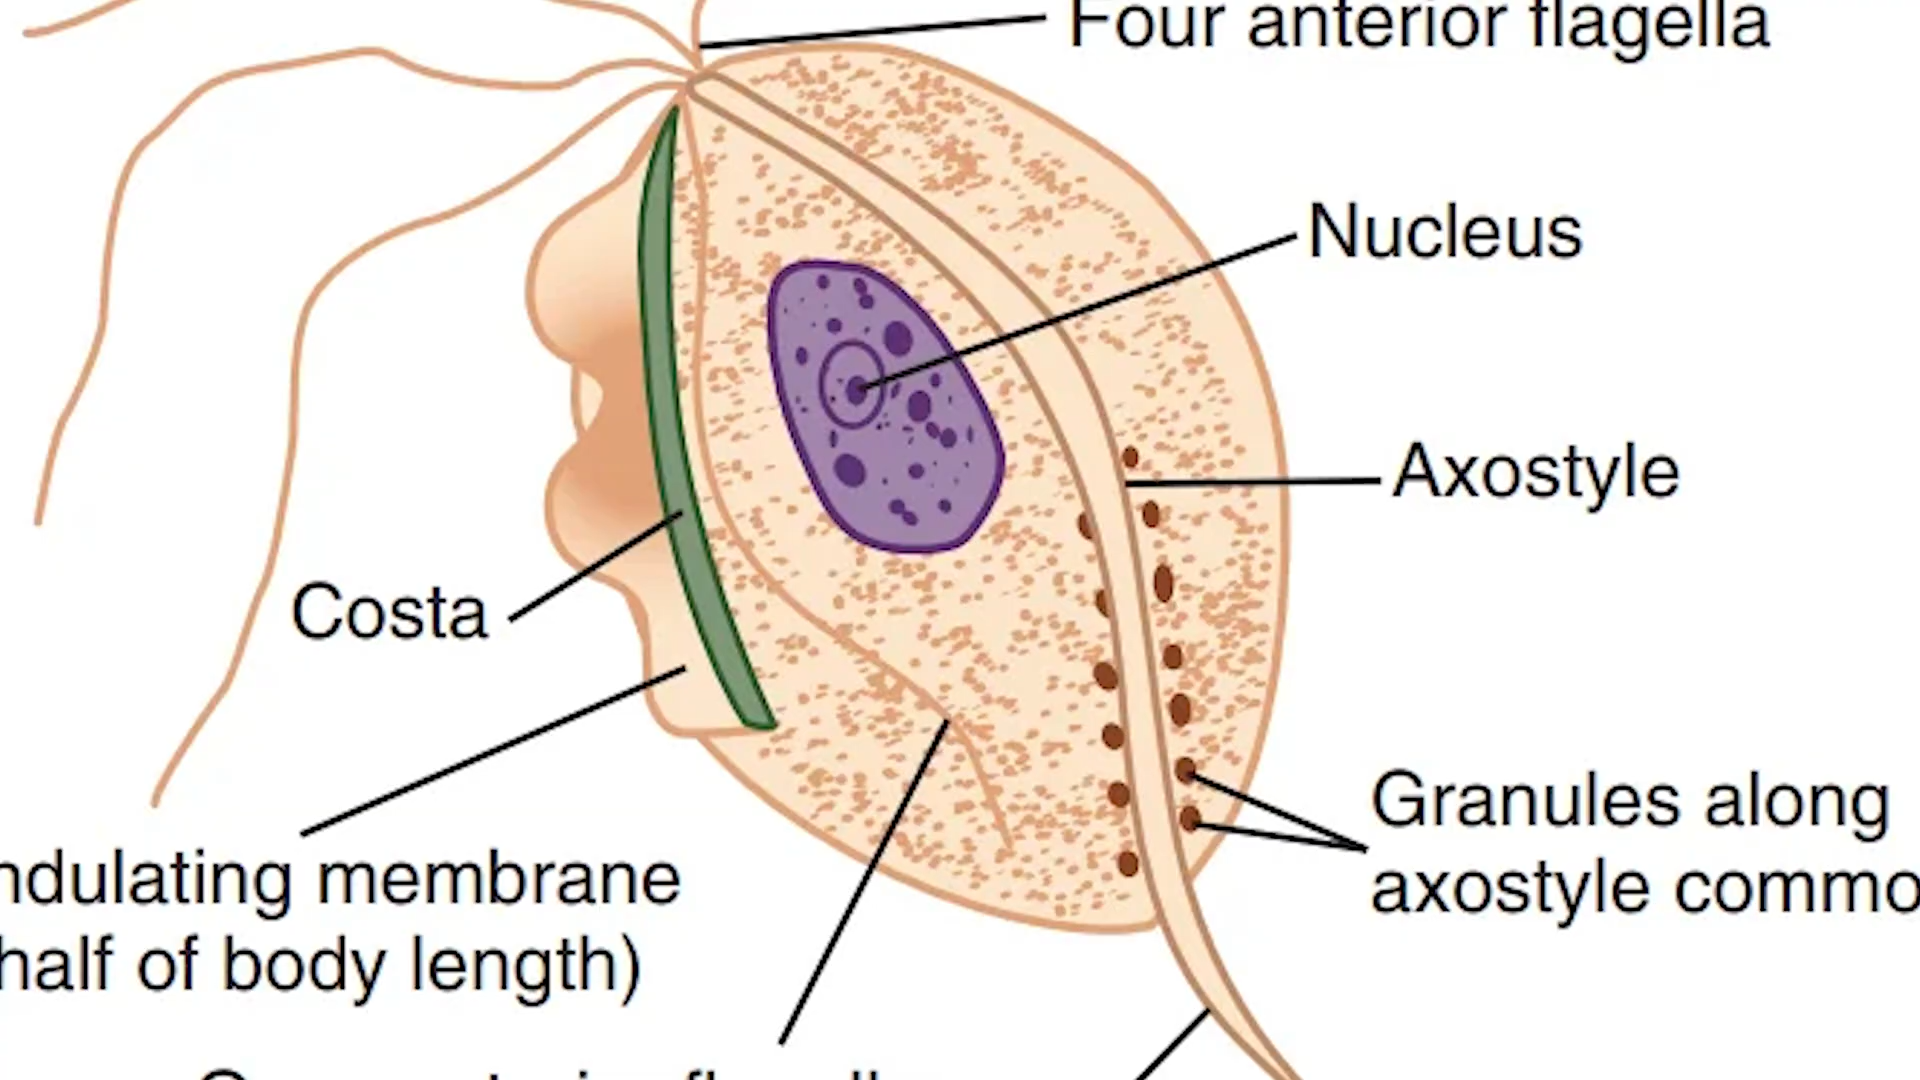 Four anterior flagella
Nucleus
Axostyle
Costa
Granules along
axostyle commo
ndulating membrane
half of body length)